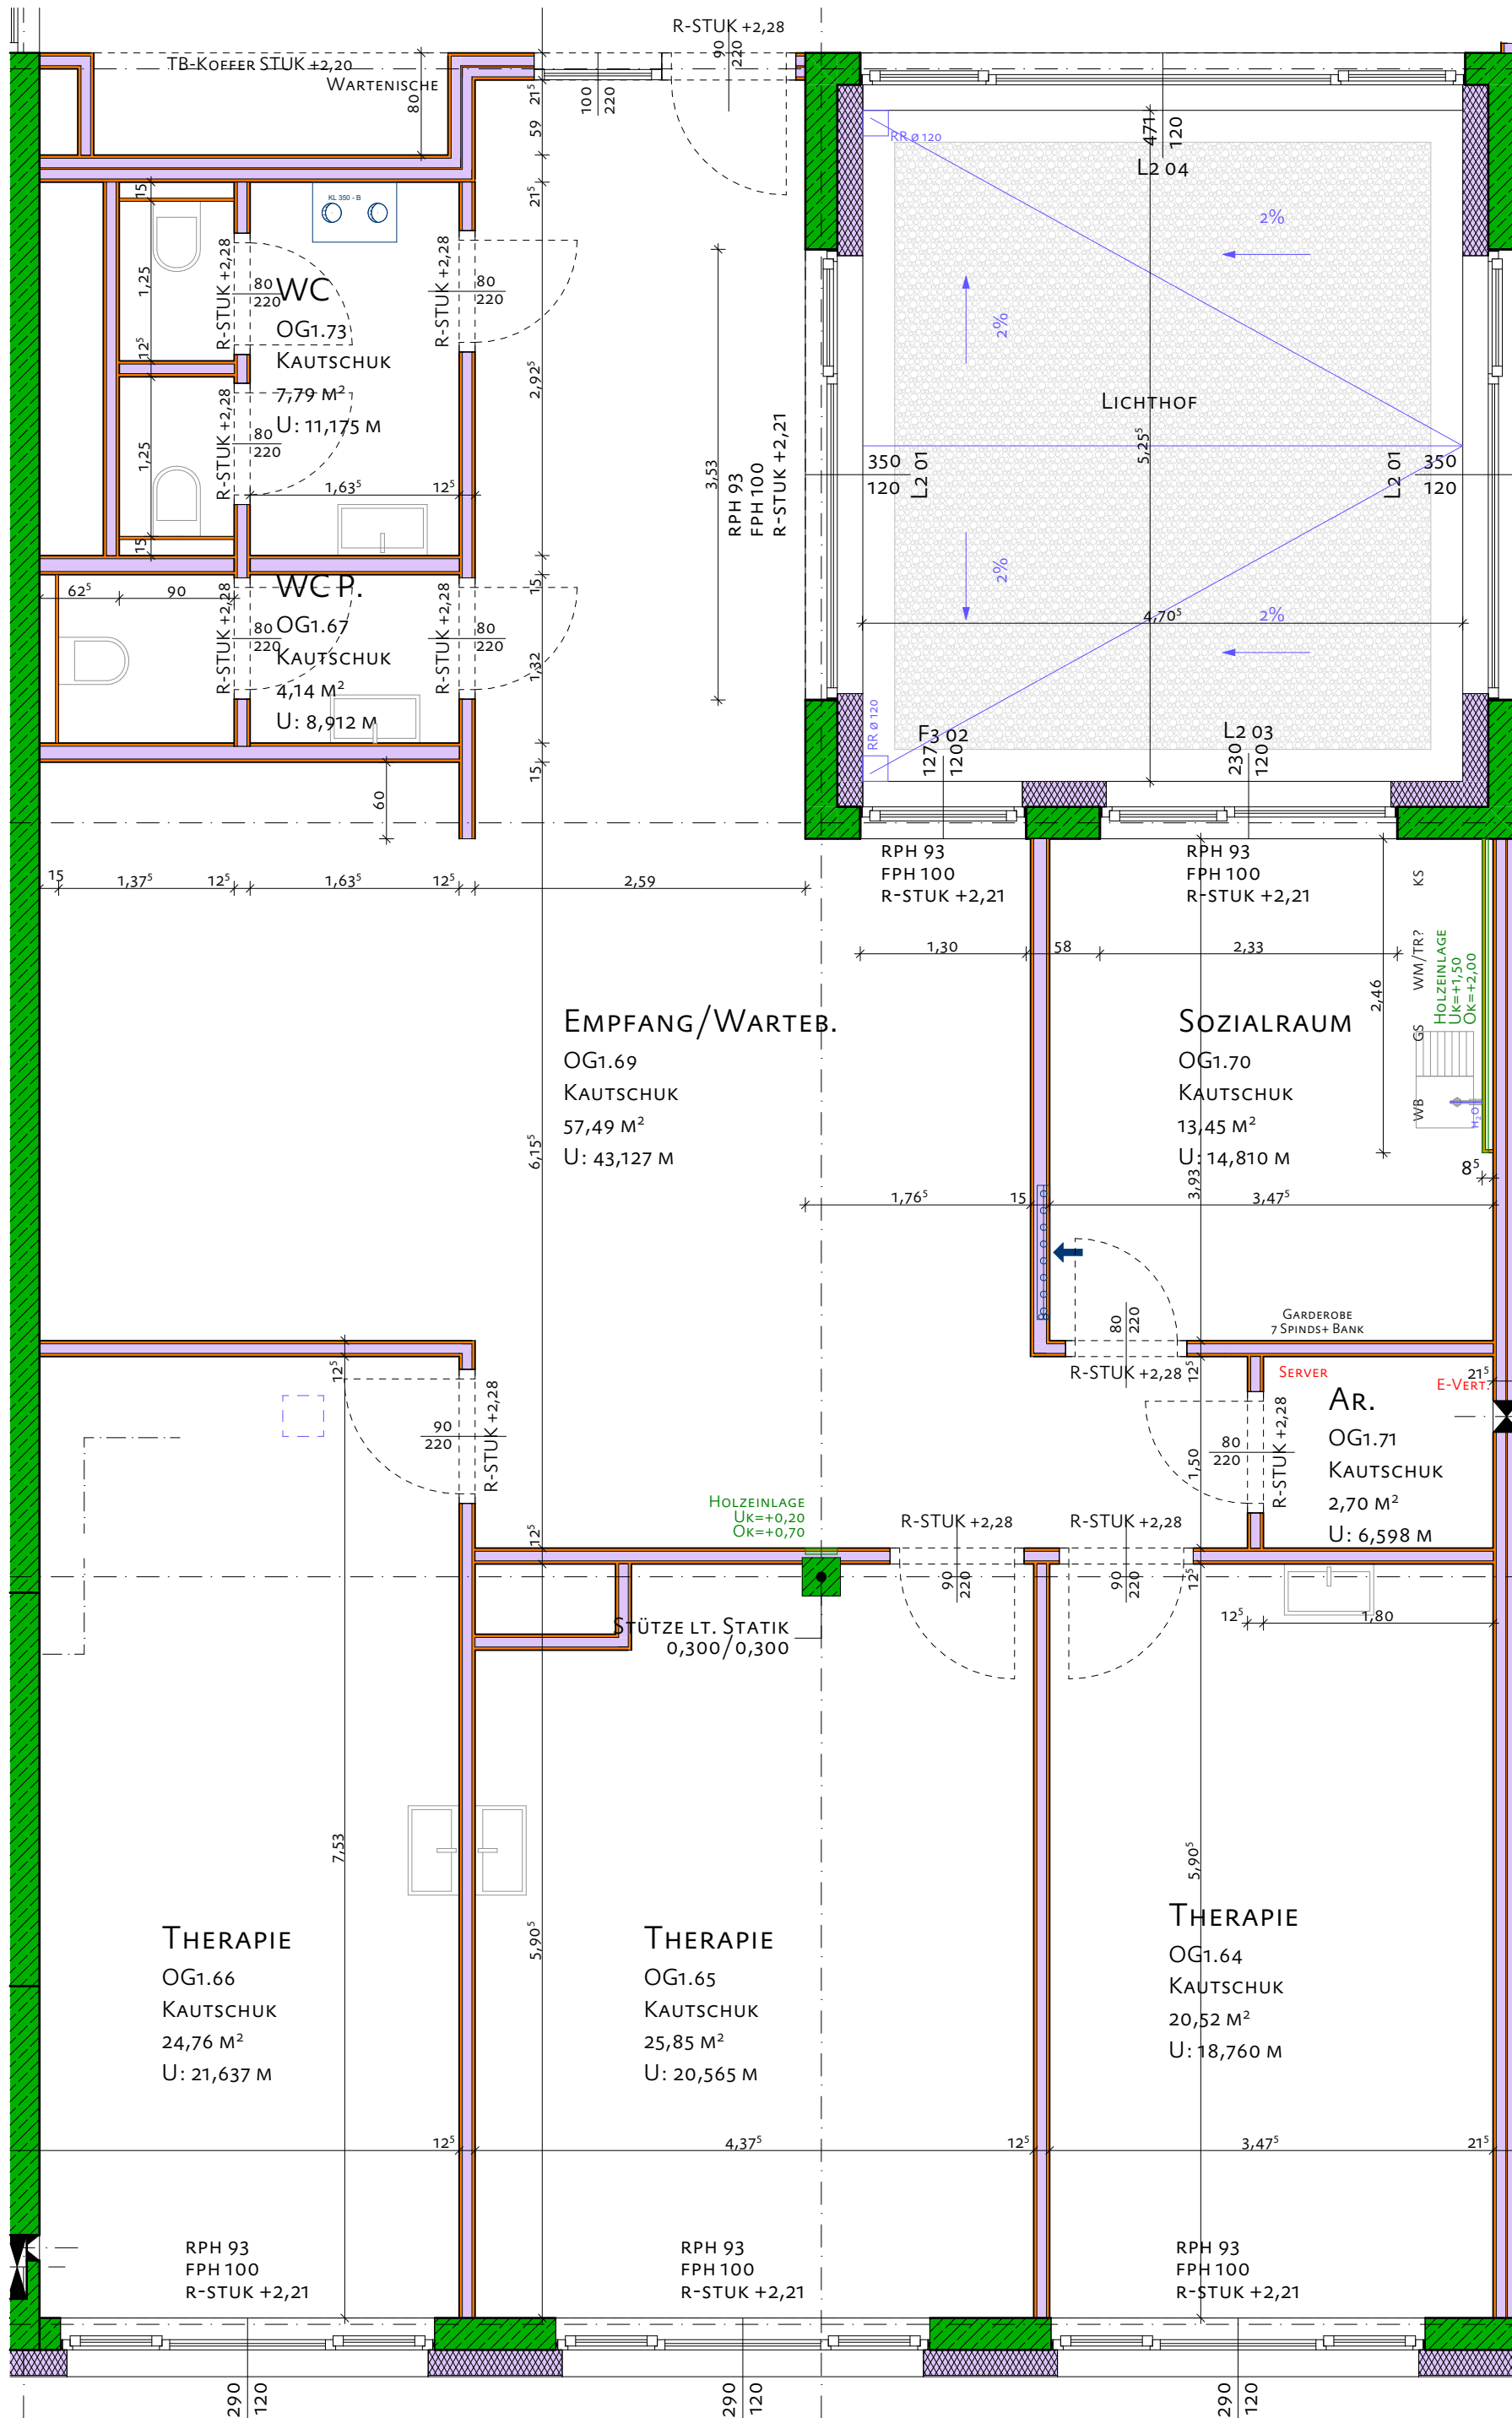 R-STUK +2,28
TB-KOFFER STUK +2,20
WARTENISCHE
80
21⁵
59
100
220
90
220
RR Ø 120
471
120
L2 04
2%
15
KL 350 - B
21⁵
1,25
R-STUK +2,28
80
220
WC
OG1.73
KAUTSCHUK
7,79 M²
U: 11,175 M
R-STUK +2,28
80
220
2%
12⁵
2,92⁵
LICHTHOF
1,25
R-STUK +2,28
80
220
1,63⁵
12⁵
3,53
RPH 93
FPH 100
R-STUK +2,21
350
120
L2 01
5,25⁵
L2 01
350
120
15
62⁵
90
R-STUK +2,28
80
220
WC P.
OG1.67
KAUTSCHUK
4,14 M²
U: 8,912 M
R-STUK +2,28
80
220
15
1,32
2%
4,70⁵
2%
RR Ø 120
F3 02
127
120
L2 03
230
120
15
60
15
1,37⁵
12⁵
1,63⁵
12⁵
2,59
RPH 93
FPH 100
R-STUK +2,21
RPH 93
FPH 100
R-STUK +2,21
KS
WM/TR?
GS
WB
HOLZEINLAGE
UK=+1,50
OK=+2,00
1,30
58
2,33
2,46
EMPFANG/WARTEB.
OG1.69
KAUTSCHUK
57,49 M²
U: 43,127 M
SOZIALRAUM
OG1.70
KAUTSCHUK
13,45 M²
U: 14,810 M
H₂O
6,15⁵
3,93
8⁵
1,76⁵
15
3,47⁵
80
220
R-STUK +2,28
GARDEROBE
7 SPINDS+ BANK
12⁵
12⁵
SERVER
21⁵
E-VERT.
90
220
R-STUK +2,28
80
220
1,50
R-STUK +2,28
AR.
OG1.71
KAUTSCHUK
2,70 M²
U: 6,598 M
HOLZEINLAGE
UK=+0,20
OK=+0,70
12⁵
R-STUK +2,28
R-STUK +2,28
90
220
90
220
12⁵
STÜTZE LT. STATIK
0,300/0,300
12⁵
1,80
7,53
5,90⁵
5,90⁵
THERAPIE
OG1.66
KAUTSCHUK
24,76 M²
U: 21,637 M
THERAPIE
OG1.65
KAUTSCHUK
25,85 M²
U: 20,565 M
THERAPIE
OG1.64
KAUTSCHUK
20,52 M²
U: 18,760 M
12⁵
4,37⁵
12⁵
3,47⁵
21⁵
RPH 93
FPH 100
R-STUK +2,21
RPH 93
FPH 100
R-STUK +2,21
RPH 93
FPH 100
R-STUK +2,21
290
120
290
120
290
120